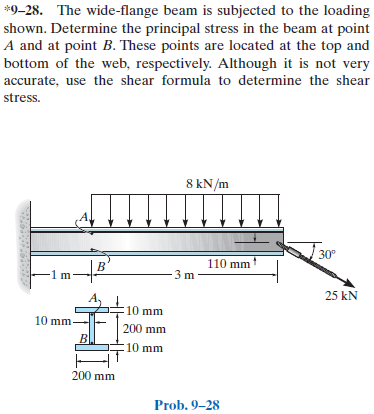 *9–28. The wide-flange beam is subjected to the loading
shown. Determine the principal stress in the beam at point
A and at point B. These points are located at the top and
bottom of the web, respectively. Although it is not very
accurate, use the shear formula to determine the shear
stress.
8 kN/m
A
30°
B
110 mm
1 m
3 m
25 kN
A
10 mm
10 mm
200 mm
B
10 mm
200 mm
Prob. 9–28